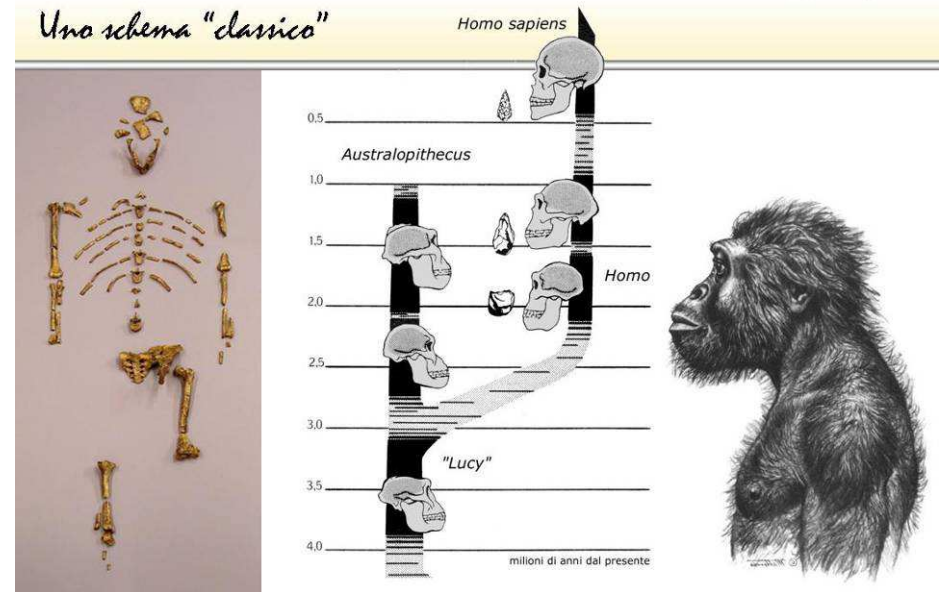 Uno schema "classico"
Homo sapiens
0,5
Australopithecus
1,0
1,5
Homo
2,0
2,5
3,0
"Lucy"
3,5
4,0
milioni di anni dal presente